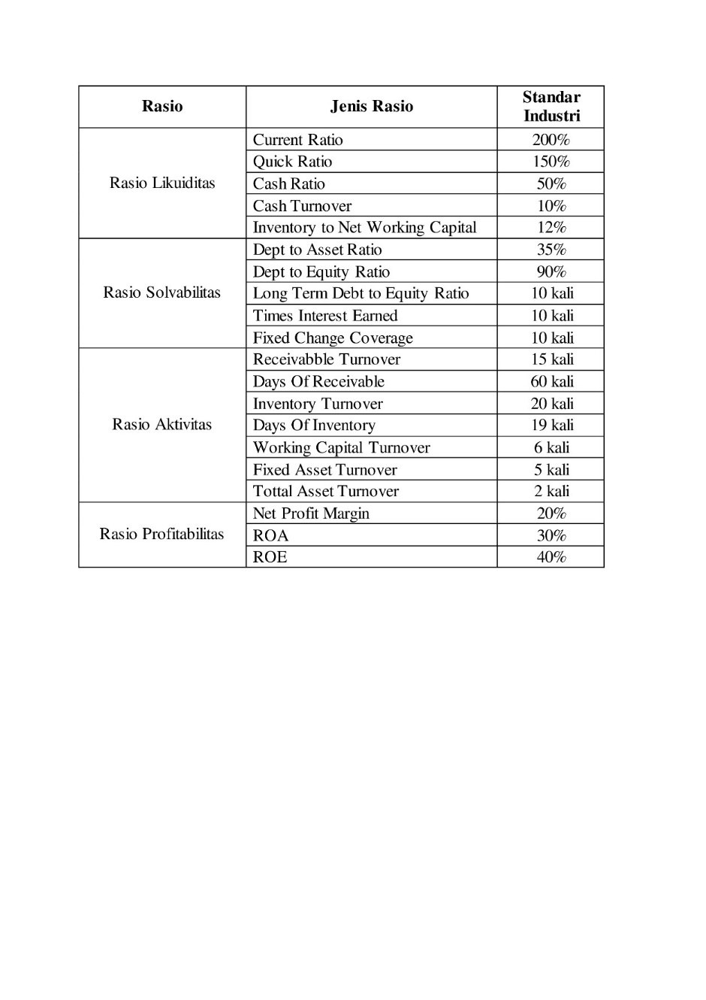 Rasio Jenis Rasio Standar
Industri
Rasio Likuiditas
Current Ratio 200%
Quick Ratio 150%
Cash Ratio 50%
Cash Turnover 10%
Inventory to Net Working Capital 12%
Rasio Solvabilitas
Dept to Asset Ratio 35%
Dept to Equity Ratio 90%
Long Term Debt to Equity Ratio 10 kali
Times Interest Earned 10 kali
Fixed Change Coverage 10 kali
Rasio Aktivitas
Receivabble Turnover 15 kali
Days Of Receivable 60 kali
Inventory Turnover 20 kali
Days Of Inventory 19 kali
Working Capital Turnover 6 kali
Fixed Asset Turnover 5 kali
Tottal Asset Turnover 2 kali
Rasio Profitabilitas
Net Profit Margin 20%
ROA 30%
ROE 40%